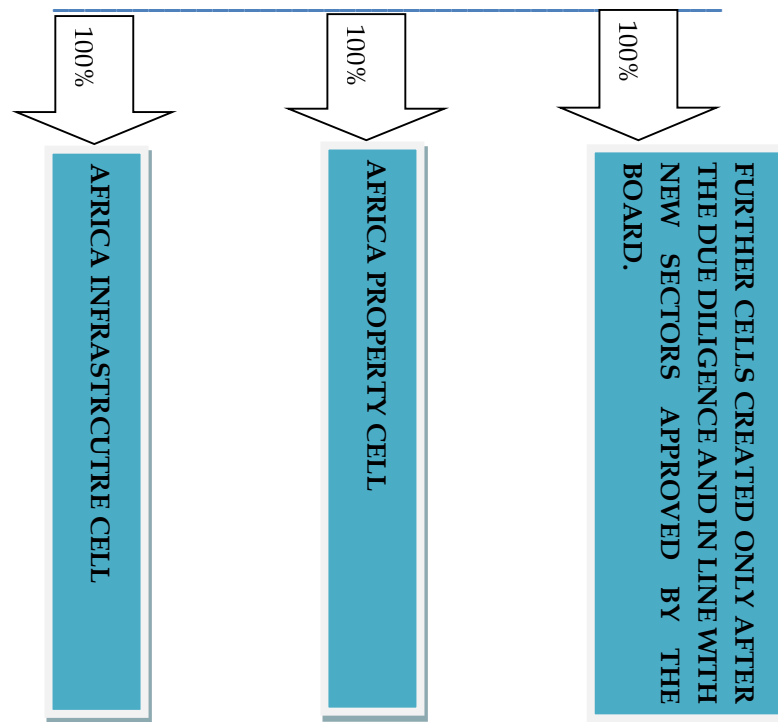 100%
100%
100%
AFRICA INFRASTRCUTRE CELL
AFRICA PROPERTY CELL
FURTHER CELLS CREATED ONLY AFTER
THE DUE DILIGENCE AND IN LINE WITH
NEW SECTORS APPROVED BY THE
BOARD.